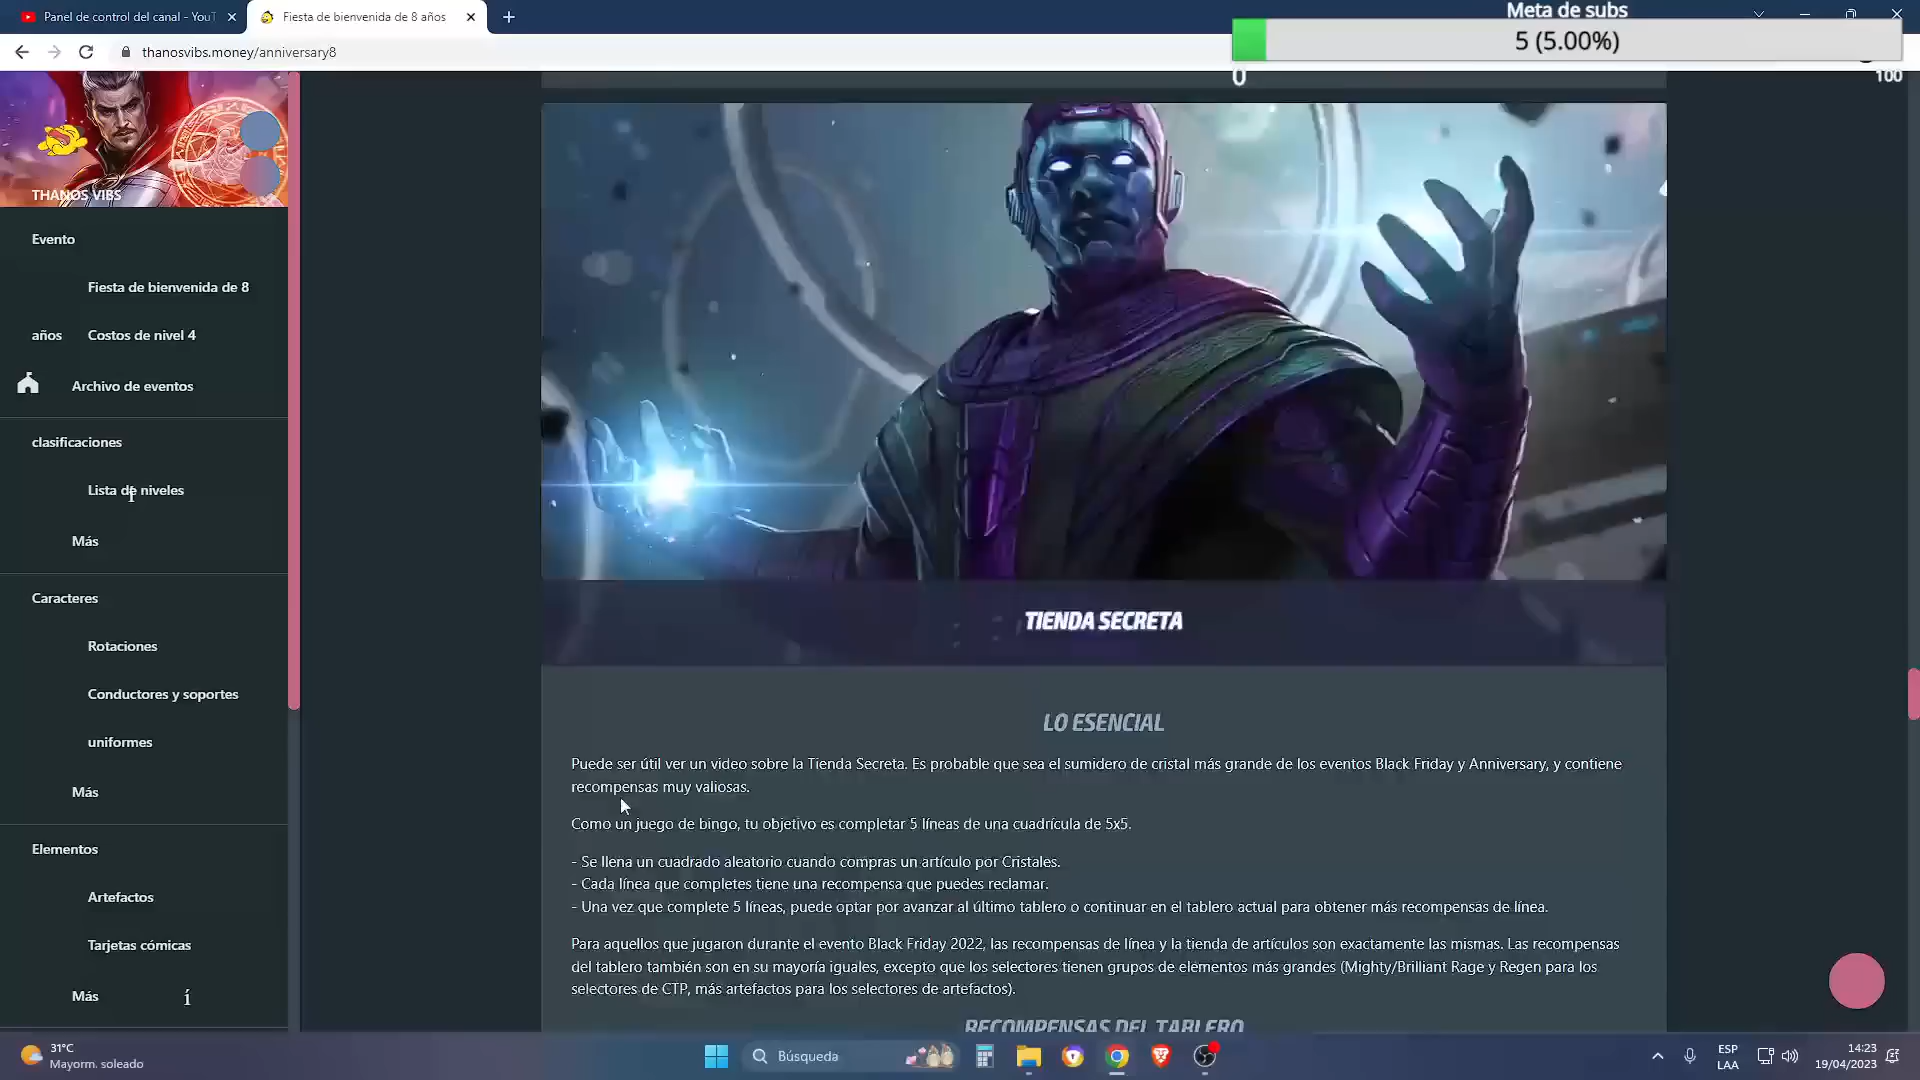 Panel de control del canal - YouT
Fiesta de bienvenida de 8 años
Meta de subs
5 (5.00%)
0
100
thanosvibs.money/anniversary8
THANOS VIBS
Evento
Fiesta de bienvenida de 8
años
Costos de nivel 4
Archivo de eventos
clasificaciones
Lista de niveles
Más
Caracteres
Rotaciones
Conductores y soportes
uniformes
Más
Elementos
Artefactos
Tarjetas cómicas
Más
í
TIENDA SECRETA
LO ESENCIAL
Puede ser útil ver un video sobre la Tienda Secreta. Es probable que sea el sumidero de cristal más grande de los eventos Black Friday y Anniversary, y contiene
recompensas muy valiosas.
Como un juego de bingo, tu objetivo es completar 5 líneas de una cuadrícula de 5x5.
- Se llena un cuadrado aleatorio cuando compras un artículo por Cristales.
- Cada línea que completes tiene una recompensa que puedes reclamar.
- Una vez que complete 5 líneas, puede optar por avanzar al último tablero o continuar en el tablero actual para obtener más recompensas de línea.
Para aquellos que jugaron durante el evento Black Friday 2022, las recompensas de línea y la tienda de artículos son exactamente las mismas. Las recompensas
del tablero también son en su mayoría iguales, excepto que los selectores tienen grupos de elementos más grandes (Mighty/Brilliant Rage y Regen para los
selectores de CTP, más artefactos para los selectores de artefactos).
RECOMPENSAS DEL TABLERO
31°C
Mayorm. soleado
Búsqueda
ESP
LAA
14:23
19/04/2023